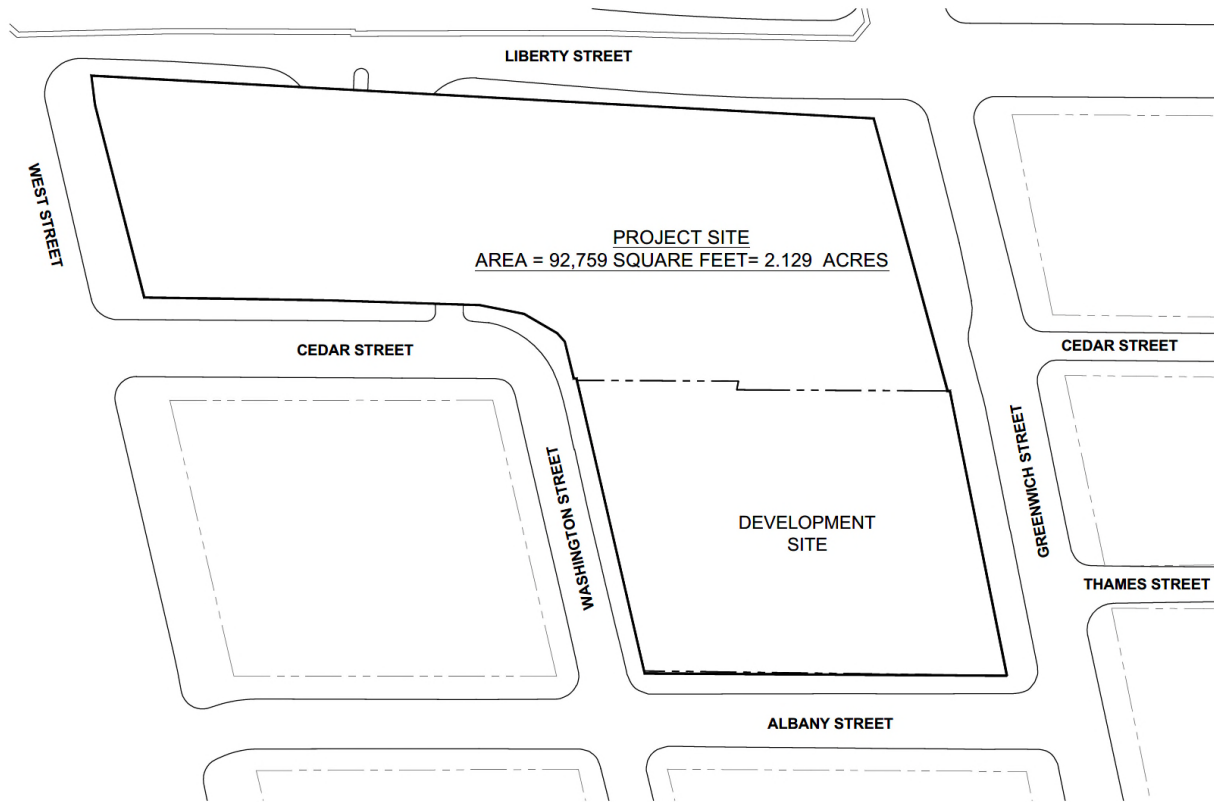 LIBERTY STREET
WEST STREET
PROJECT SITE
AREA = 92,759 SQUARE FEET= 2.129 ACRES
CEDAR STREET
CEDAR STREET
WASHINGTON STREET
GREENWICH STREET
DEVELOPMENT
SITE
THAMES STREET
ALBANY STREET